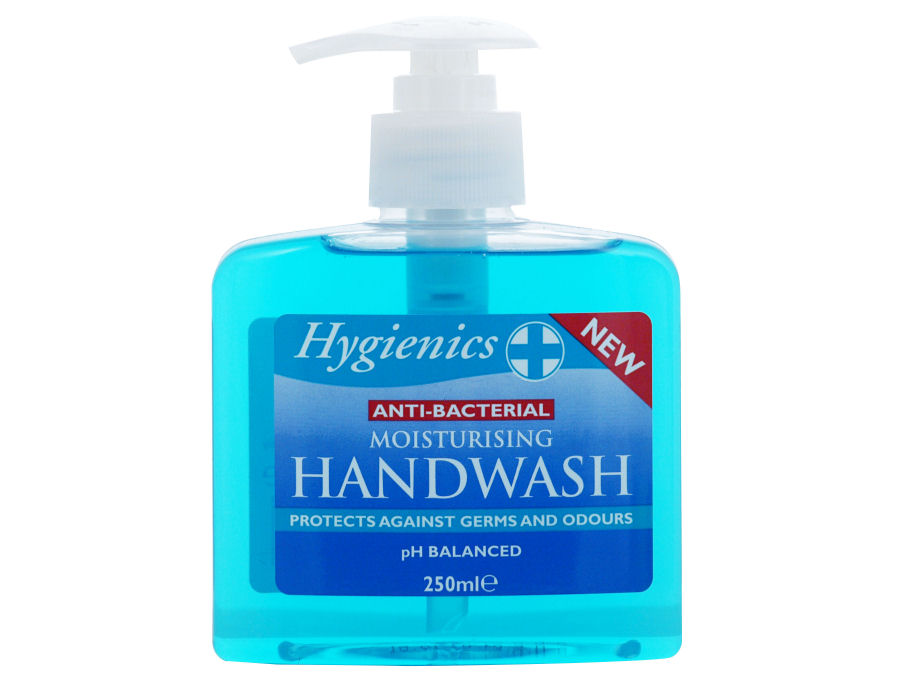 Hygienics
NEW
ANTI-BACTERIAL
MOISTURISING
HANDWASH
PROTECTS AGAINST GERMS AND ODOURS
pH BALANCED
250ml℮